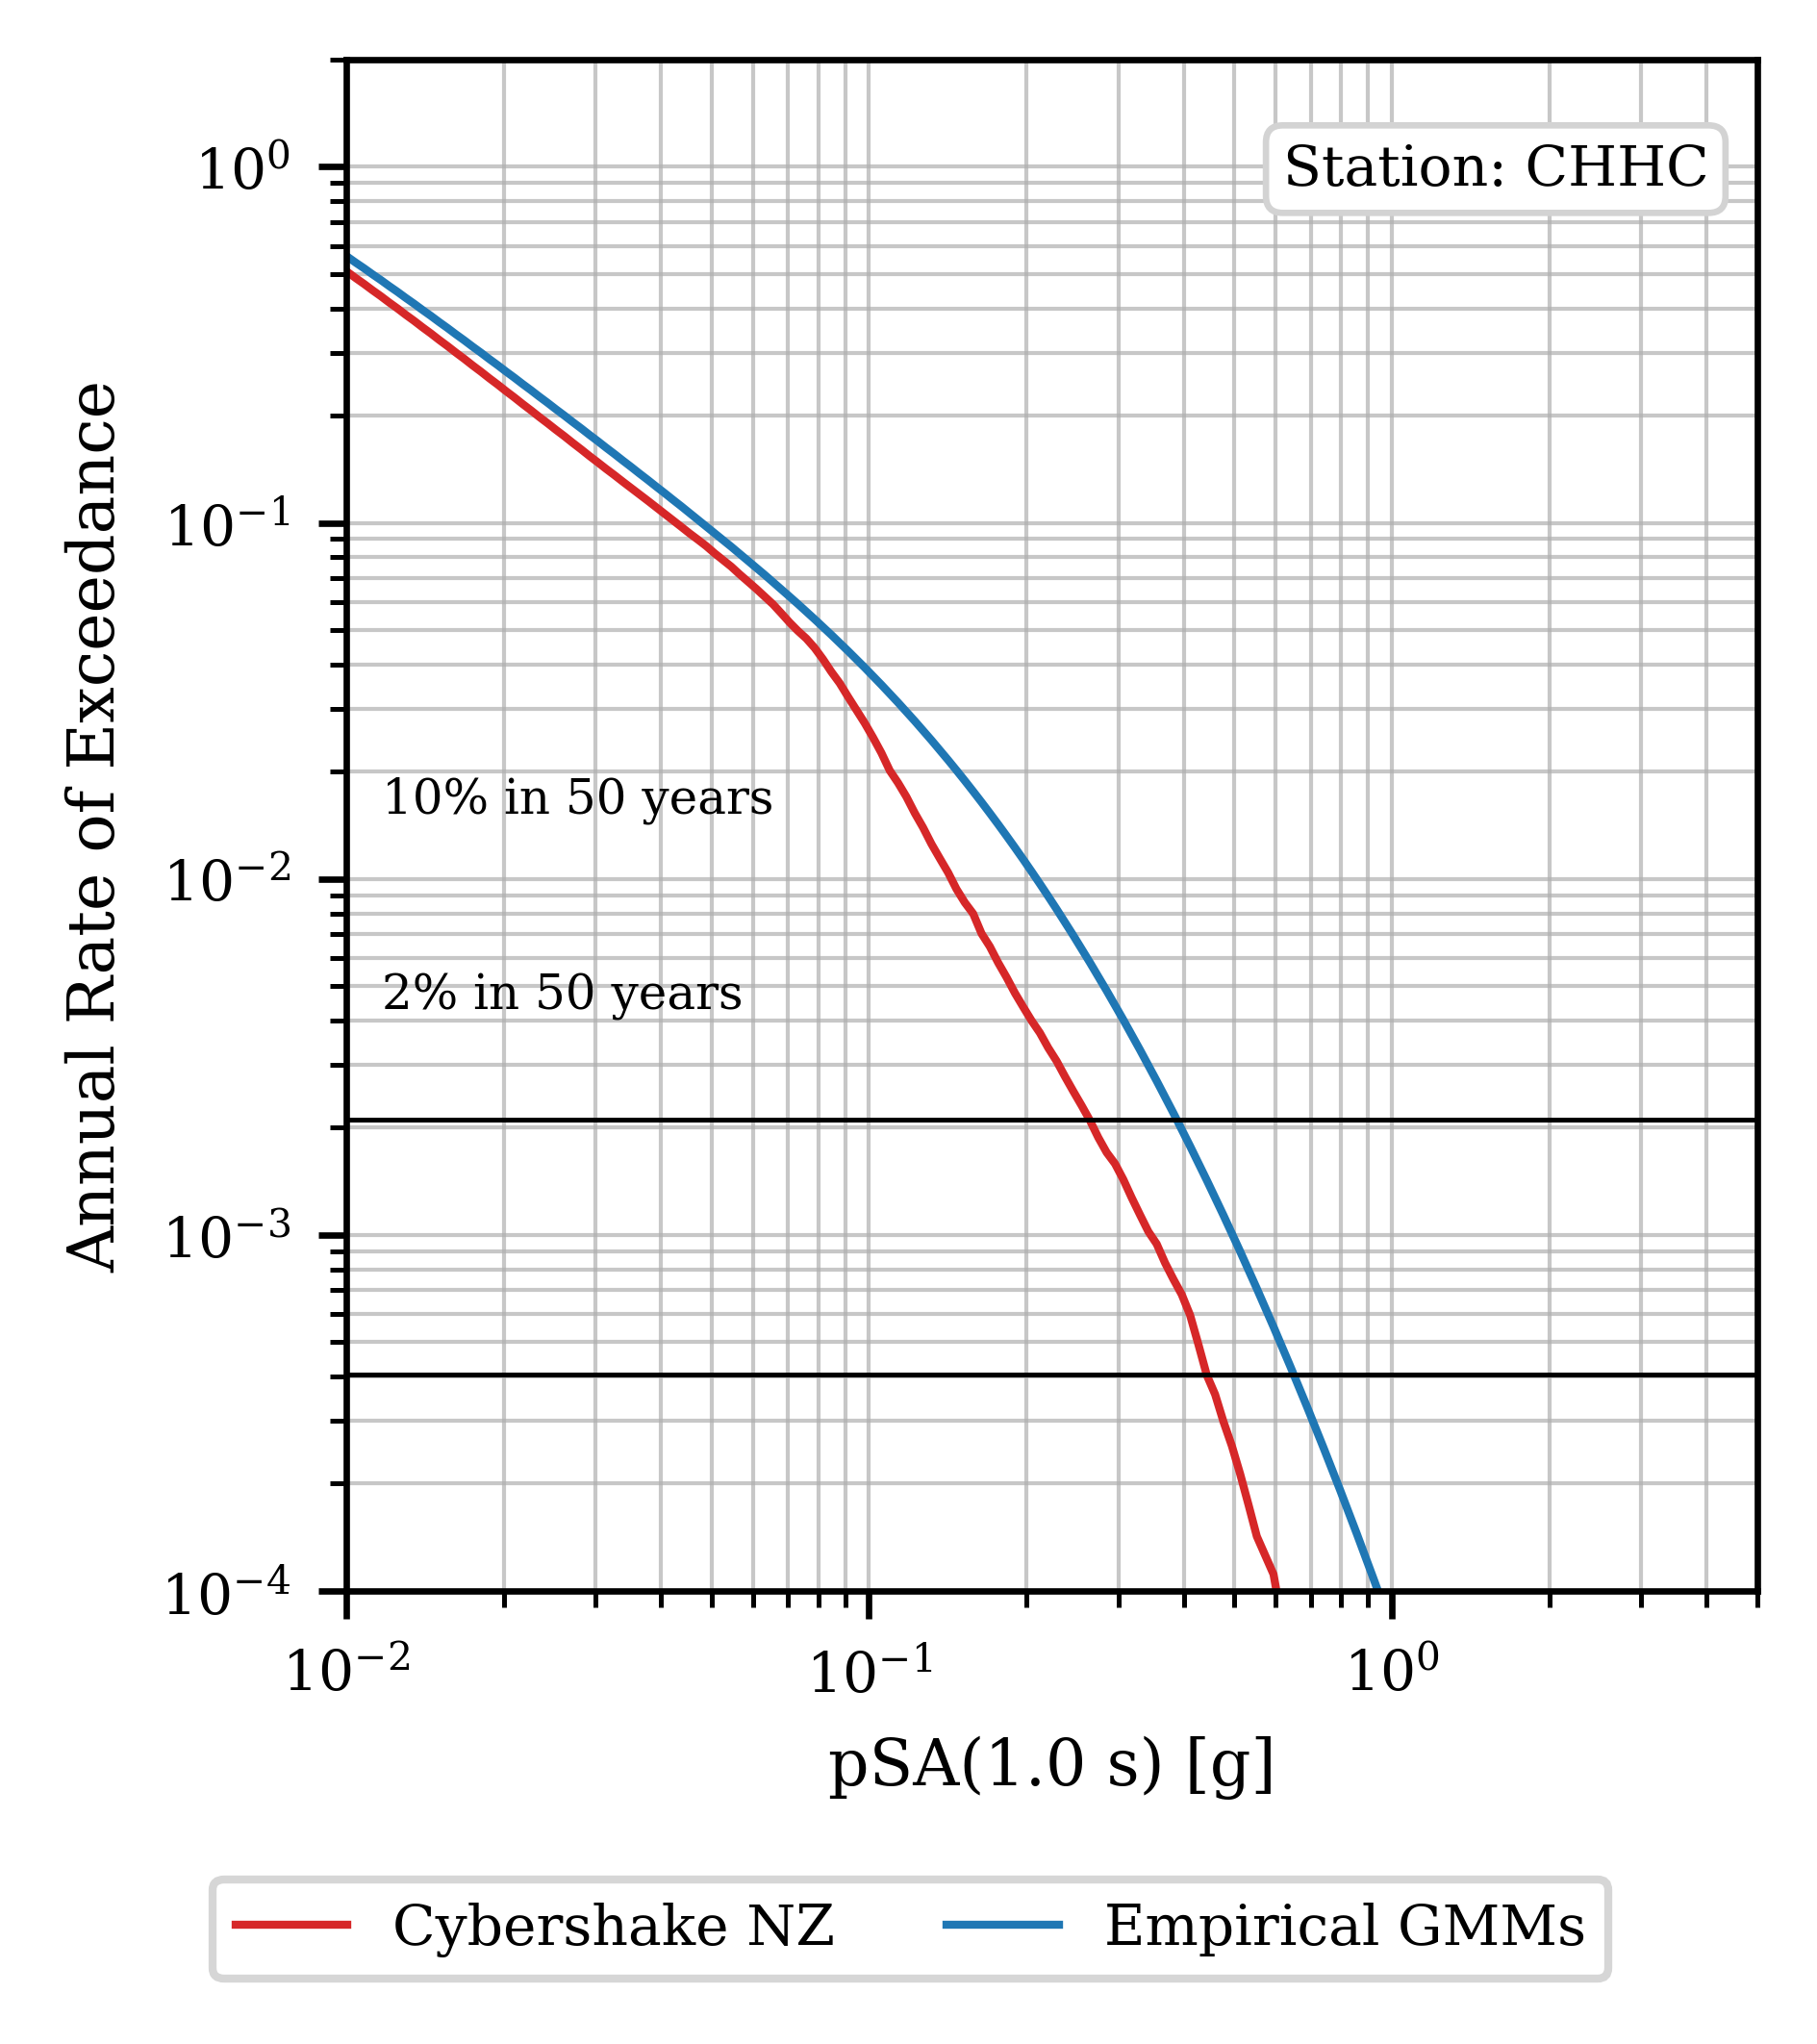 Station: CHHC
10⁰
10⁻¹
10⁻²
10⁻³
10⁻⁴
Annual Rate of Exceedance
10% in 50 years
2% in 50 years
10⁻²
10⁻¹
10⁰
pSA(1.0 s) [g]
Cybershake NZ
Empirical GMMs